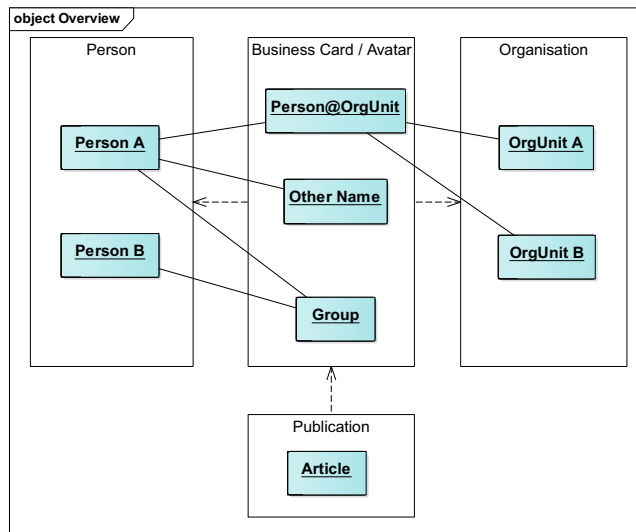 object Overview
Person
Business Card / Avatar
Organisation
Person@OrgUnit
Person A
OrgUnit A
Other Name
Person B
OrgUnit B
Group
Publication
Article